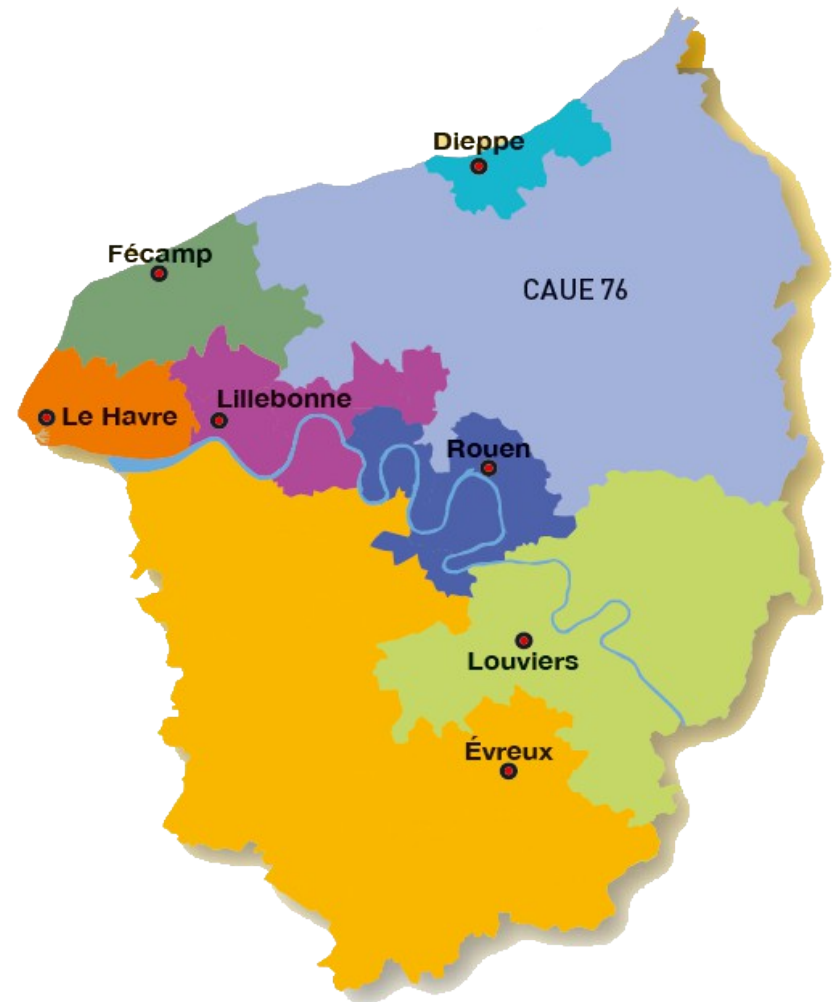 Dieppe
Fécamp
CAUE 76
Lillebonne
Le Havre
Rouen
Louviers
Évreux